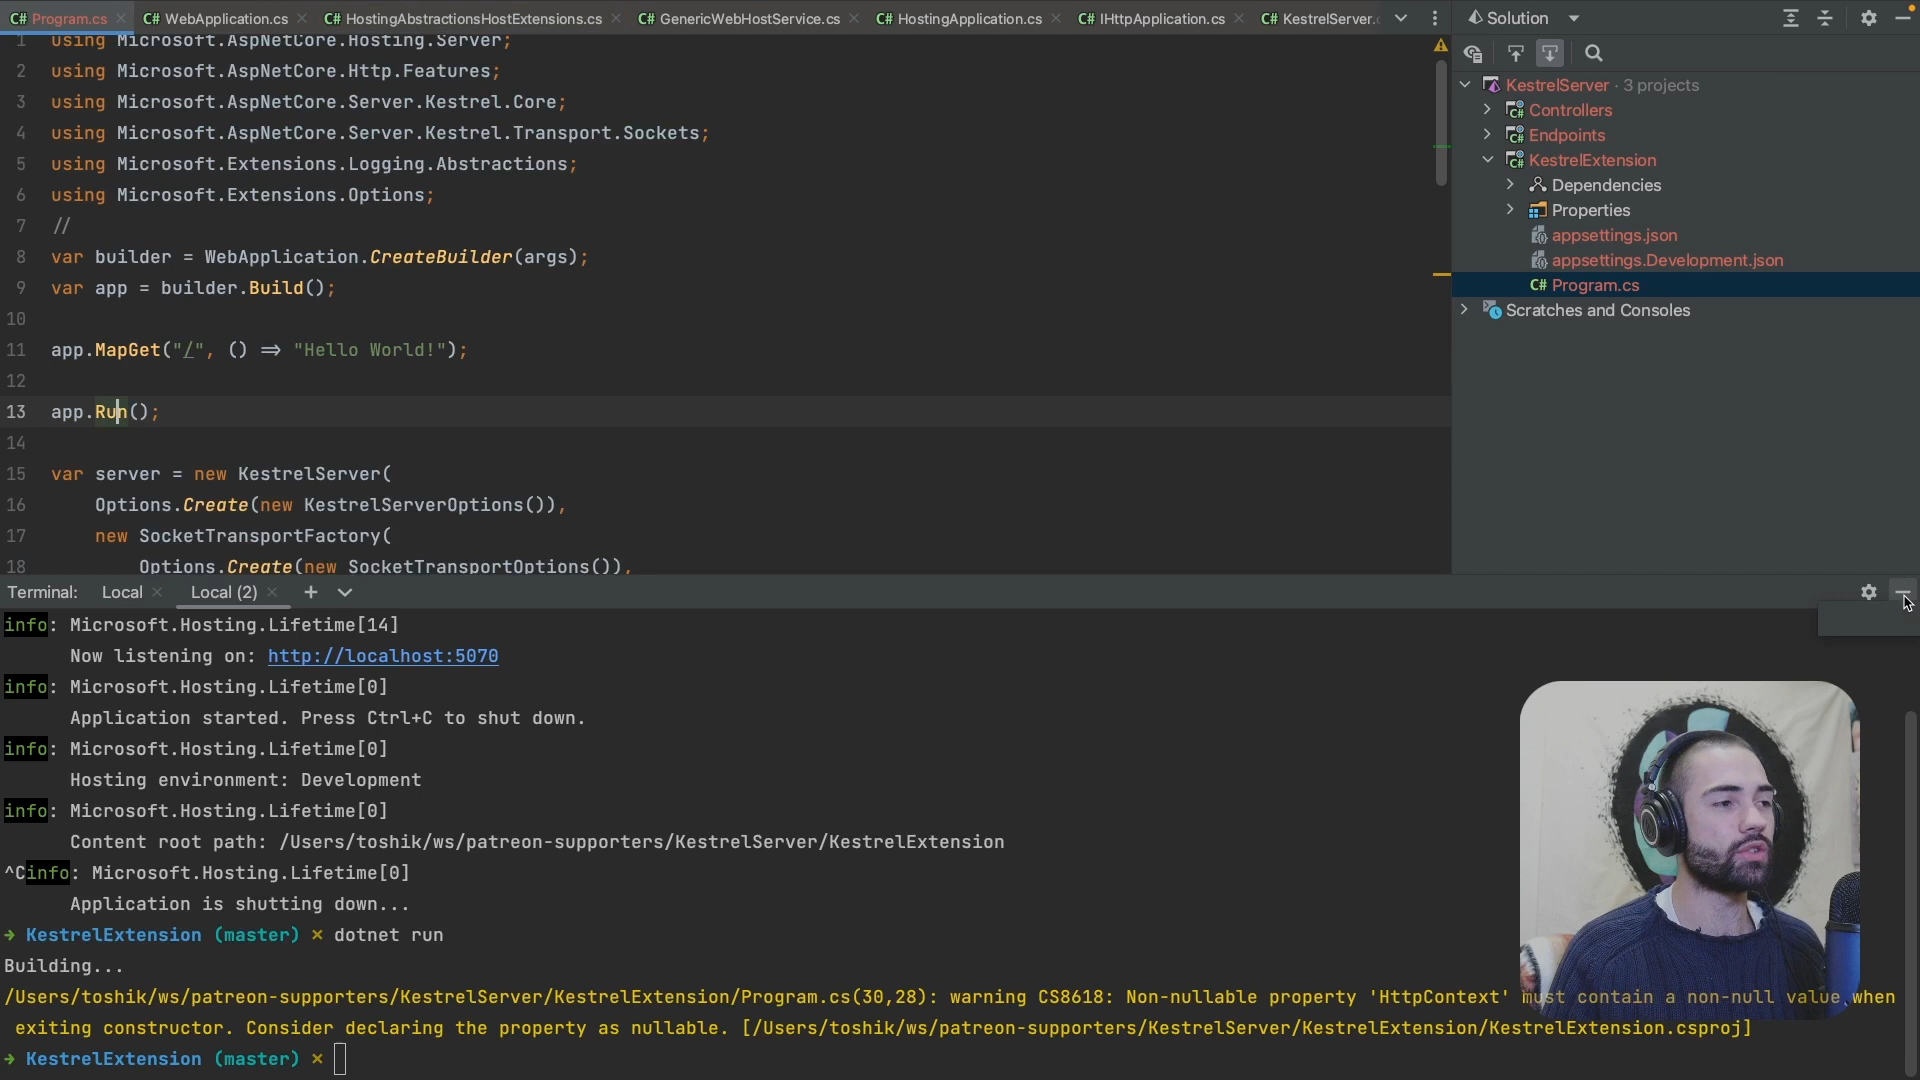 C# Program.cs
C# WebApplication.cs
C# HostingAbstractionsHostExtensions.cs
C# GenericWebHostService.cs
C# HostingApplication.cs
C# IHttpApplication.cs
C# KestrelServer.
Solution
1 using Microsoft.AspNetCore.Hosting.Server;
2 using Microsoft.AspNetCore.Http.Features;
3 using Microsoft.AspNetCore.Server.Kestrel.Core;
4 using Microsoft.AspNetCore.Server.Kestrel.Transport.Sockets;
5 using Microsoft.Extensions.Logging.Abstractions;
6 using Microsoft.Extensions.Options;
7 //
8 var builder = WebApplication.CreateBuilder(args);
9 var app = builder.Build();
10
11 app.MapGet("/", () => "Hello World!");
12
13 app.Run();
14
15 var server = new KestrelServer(
16 Options.Create(new KestrelServerOptions()),
17 new SocketTransportFactory(
18 Options.Create(new SocketTransportOptions()),
KestrelServer · 3 projects
C# Controllers
C# Endpoints
C# KestrelExtension
Dependencies
Properties
appsettings.json
appsettings.Development.json
C# Program.cs
Scratches and Consoles
Terminal: Local Local (2)
info: Microsoft.Hosting.Lifetime[14]
Now listening on: http://localhost:5070
info: Microsoft.Hosting.Lifetime[0]
Application started. Press Ctrl+C to shut down.
info: Microsoft.Hosting.Lifetime[0]
Hosting environment: Development
info: Microsoft.Hosting.Lifetime[0]
Content root path: /Users/toshik/ws/patreon-supporters/KestrelServer/KestrelExtension
^Cinfo: Microsoft.Hosting.Lifetime[0]
Application is shutting down...
→ KestrelExtension (master) × dotnet run
Building...
/Users/toshik/ws/patreon-supporters/KestrelServer/KestrelExtension/Program.cs(30,28): warning CS8618: Non-nullable property 'HttpContext' must contain a non-null value when
exiting constructor. Consider declaring the property as nullable. [/Users/toshik/ws/patreon-supporters/KestrelServer/KestrelExtension/KestrelExtension.csproj]
→ KestrelExtension (master) ×